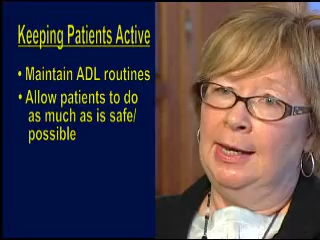 Keeping Patients Active
• Maintain ADL routines
• Allow patients to do
as much as is safe/
possible